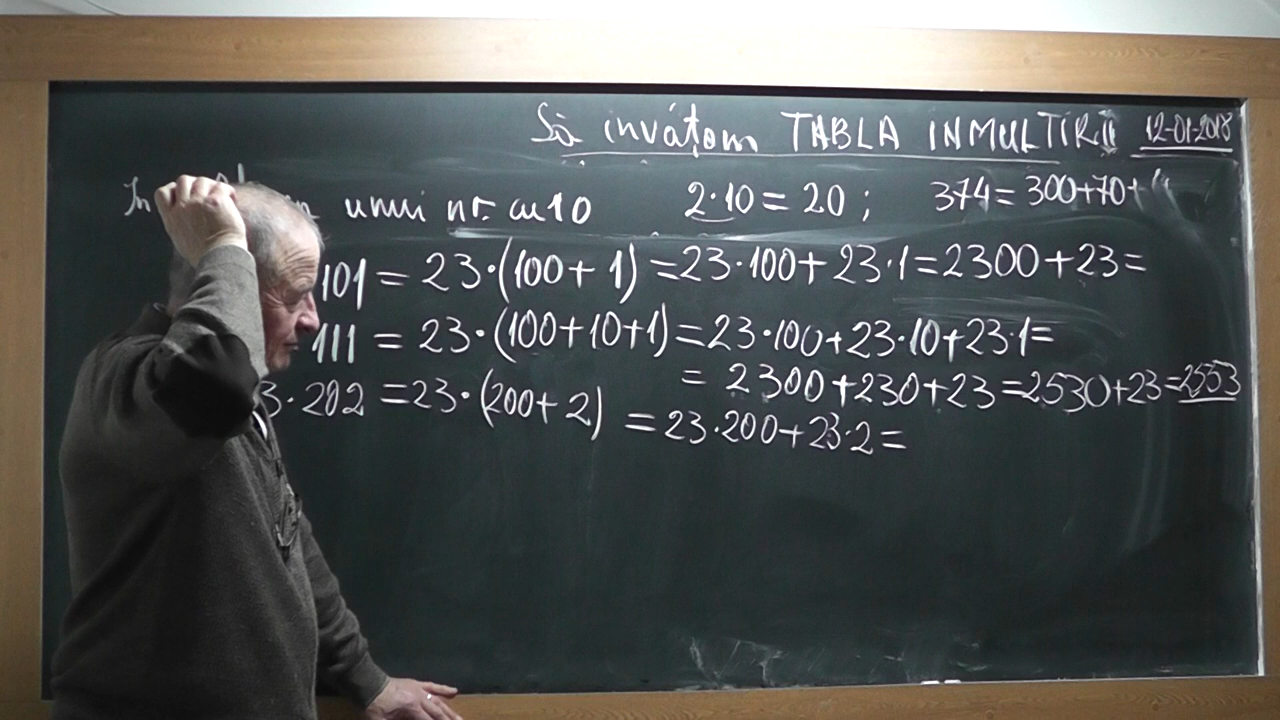 Să învățăm TABLA INMULTIRII 12-01-2018
unui nr. cu 10 2·10=20; 374=300+70+4
101=23·(100+1)=23·100+23·1=2300+23=
111=23·(100+10+1)=23·100+23·10+23·1=
=2300+230+23=2530+23=2553
3·202=23·(200+2)=23·200+23·2=